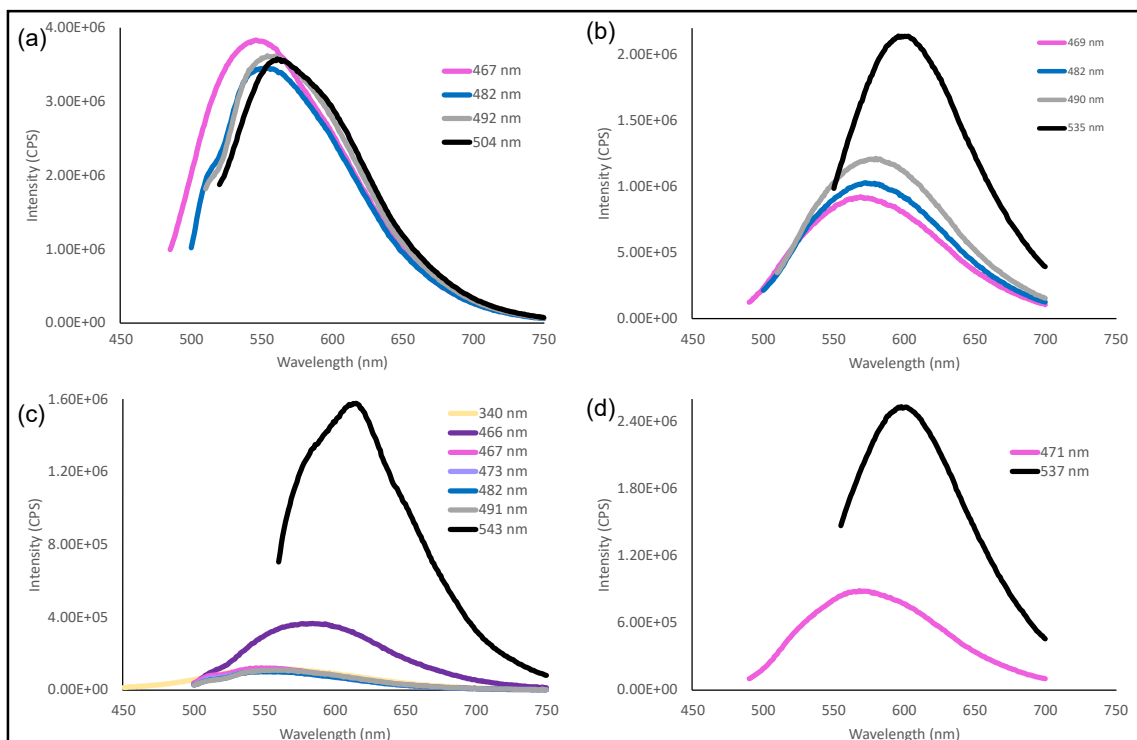 (a)
4.00E+06
3.00E+06
2.00E+06
1.00E+06
0.00E+00
Intensity (CPS)
467 nm
482 nm
492 nm
504 nm
450 500 550 600 650 700 750
Wavelength (nm)
(b)
2.00E+06
1.50E+06
1.00E+06
5.00E+05
0.00E+00
Intensity (CPS)
469 nm
482 nm
490 nm
535 nm
450 500 550 600 650 700 750
Wavelength (nm)
(c)
1.60E+06
1.20E+06
8.00E+05
4.00E+05
0.00E+00
Intensity (CPS)
340 nm
466 nm
467 nm
473 nm
482 nm
491 nm
543 nm
450 500 550 600 650 700 750
Wavelength (nm)
(d)
2.40E+06
1.80E+06
1.20E+06
6.00E+05
0.00E+00
Intensity (CPS)
471 nm
537 nm
450 500 550 600 650 700 750
Wavelength (nm)